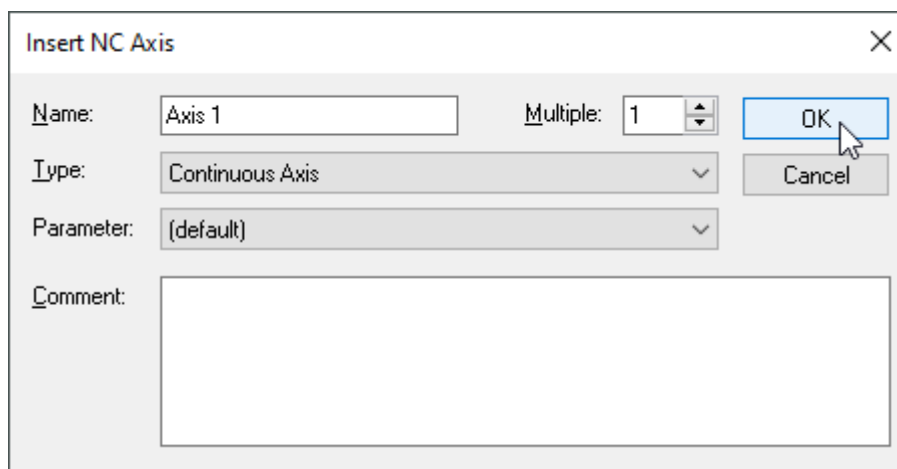 Insert NC Axis
Name: Axis 1 Multiple: 1 OK
Type: Continuous Axis Cancel
Parameter: (default)
Comment: